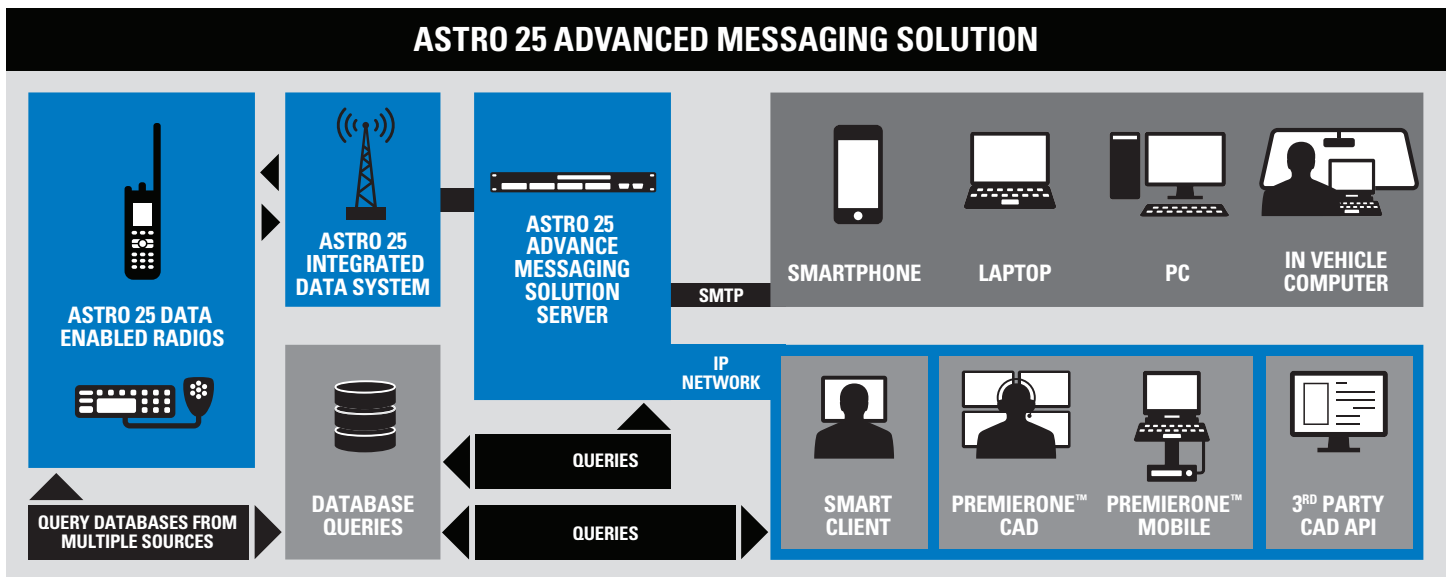 ASTRO 25 ADVANCED MESSAGING SOLUTION
ASTRO 25 DATA
ENABLED RADIOS
ASTRO 25
INTEGRATED
DATA SYSTEM
ASTRO 25
ADVANCE
MESSAGING
SOLUTION
SERVER
SMTP
SMARTPHONE
LAPTOP
PC
IN VEHICLE
COMPUTER
IP
NETWORK
QUERIES
QUERIES
DATABASE
QUERIES
QUERY DATABASES FROM
MULTIPLE SOURCES
SMART
CLIENT
PREMIERONE™
CAD
PREMIERONE™
MOBILE
3RD PARTY
CAD API